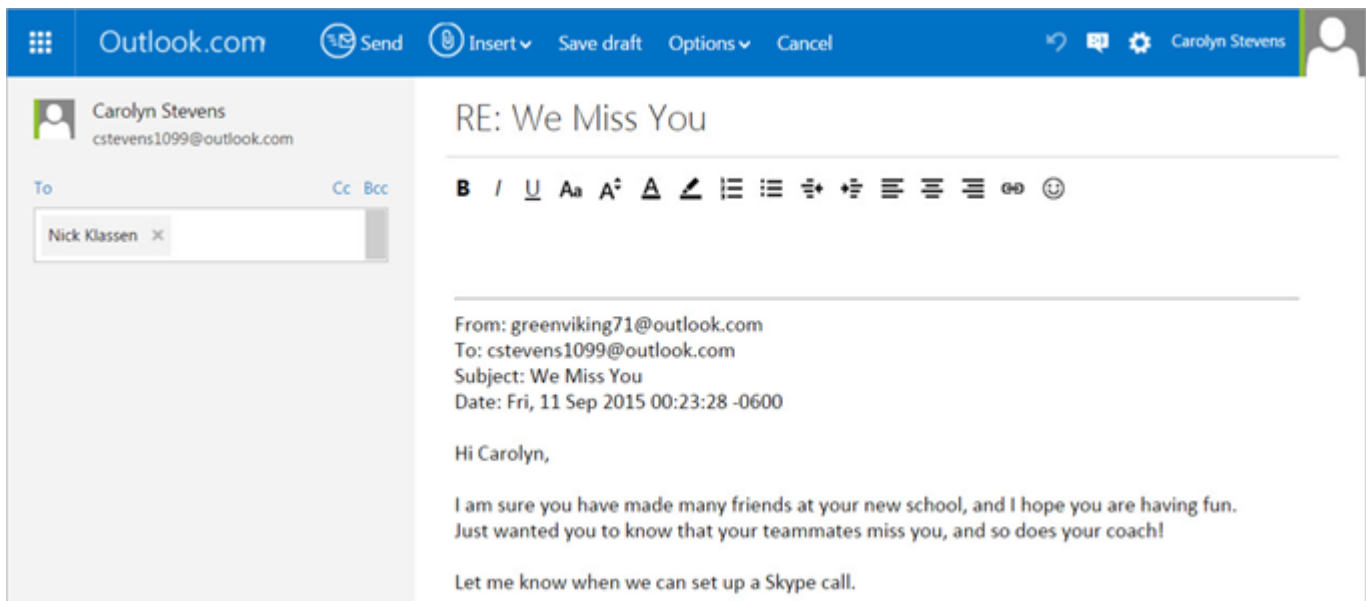 Outlook.com Send Insert Save draft Options Cancel Carolyn Stevens
Carolyn Stevens
cstevens1099@outlook.com
To Cc Bcc
Nick Klassen ×
RE: We Miss You
B I U Aa A A
From: greenviking71@outlook.com
To: cstevens1099@outlook.com
Subject: We Miss You
Date: Fri, 11 Sep 2015 00:23:28 -0600
Hi Carolyn,
I am sure you have made many friends at your new school, and I hope you are having fun.
Just wanted you to know that your teammates miss you, and so does your coach!
Let me know when we can set up a Skype call.